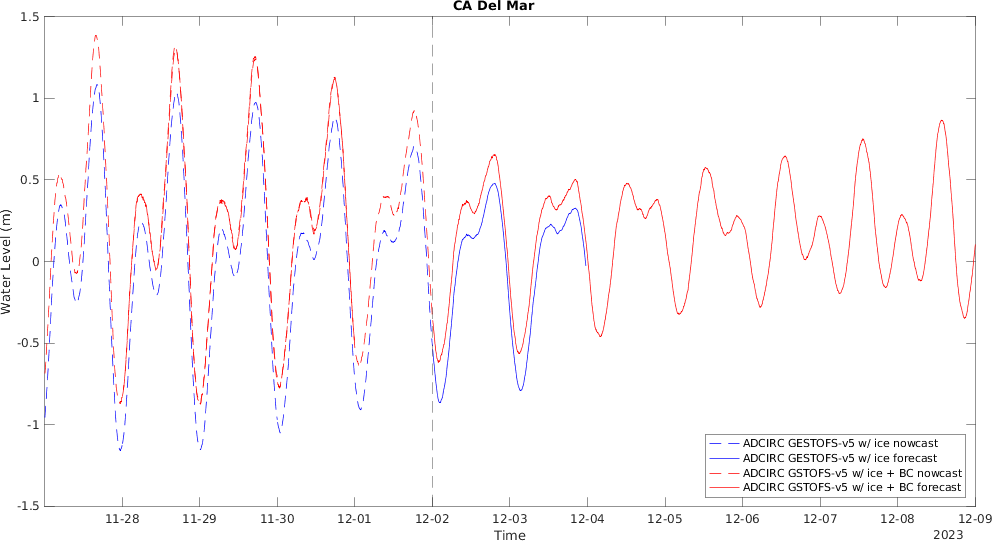 CA Del Mar
1.5
1
0.5
0
-0.5
-1
-1.5
Water Level (m)
11-28 11-29 11-30 12-01 12-02 12-03 12-04 12-05 12-06 12-07 12-08 12-09
Time
2023
ADCIRC GESTOFS-v5 w/ ice nowcast
ADCIRC GESTOFS-v5 w/ ice forecast
ADCIRC GSTOFS-v5 w/ ice + BC nowcast
ADCIRC GSTOFS-v5 w/ ice + BC forecast